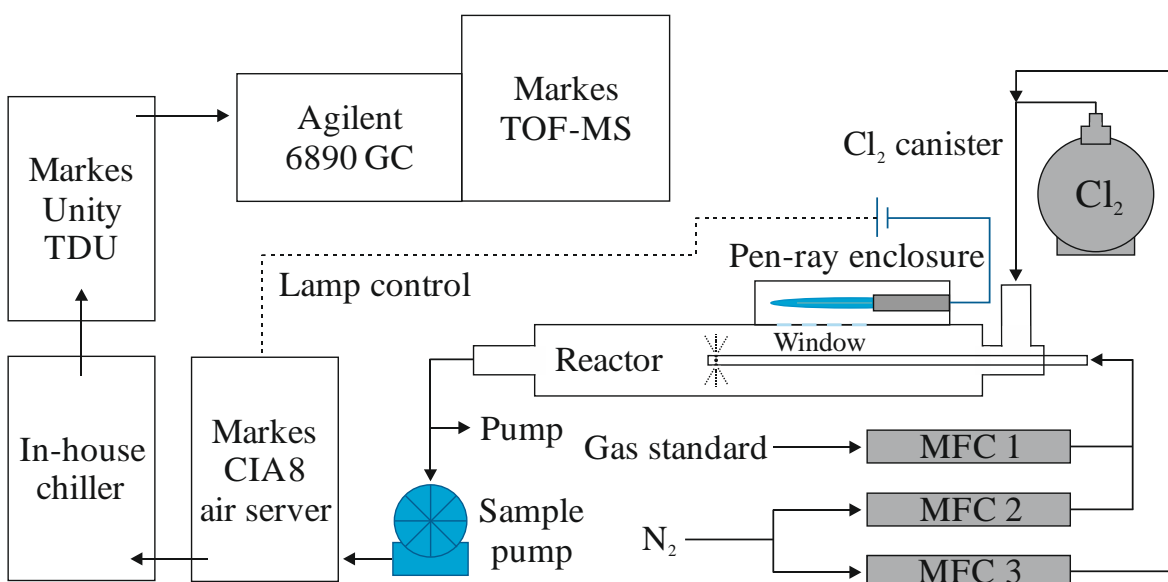 Markes
TOF-MS
Agilent
6890 GC
Markes
Unity
TDU
Cl₂ canister
Cl₂
Pen-ray enclosure
Lamp control
Window
Reactor
Pump
Gas standard
MFC 1
In-house
chiller
Markes
CIA8
air server
Sample
pump
N₂
MFC 2
MFC 3